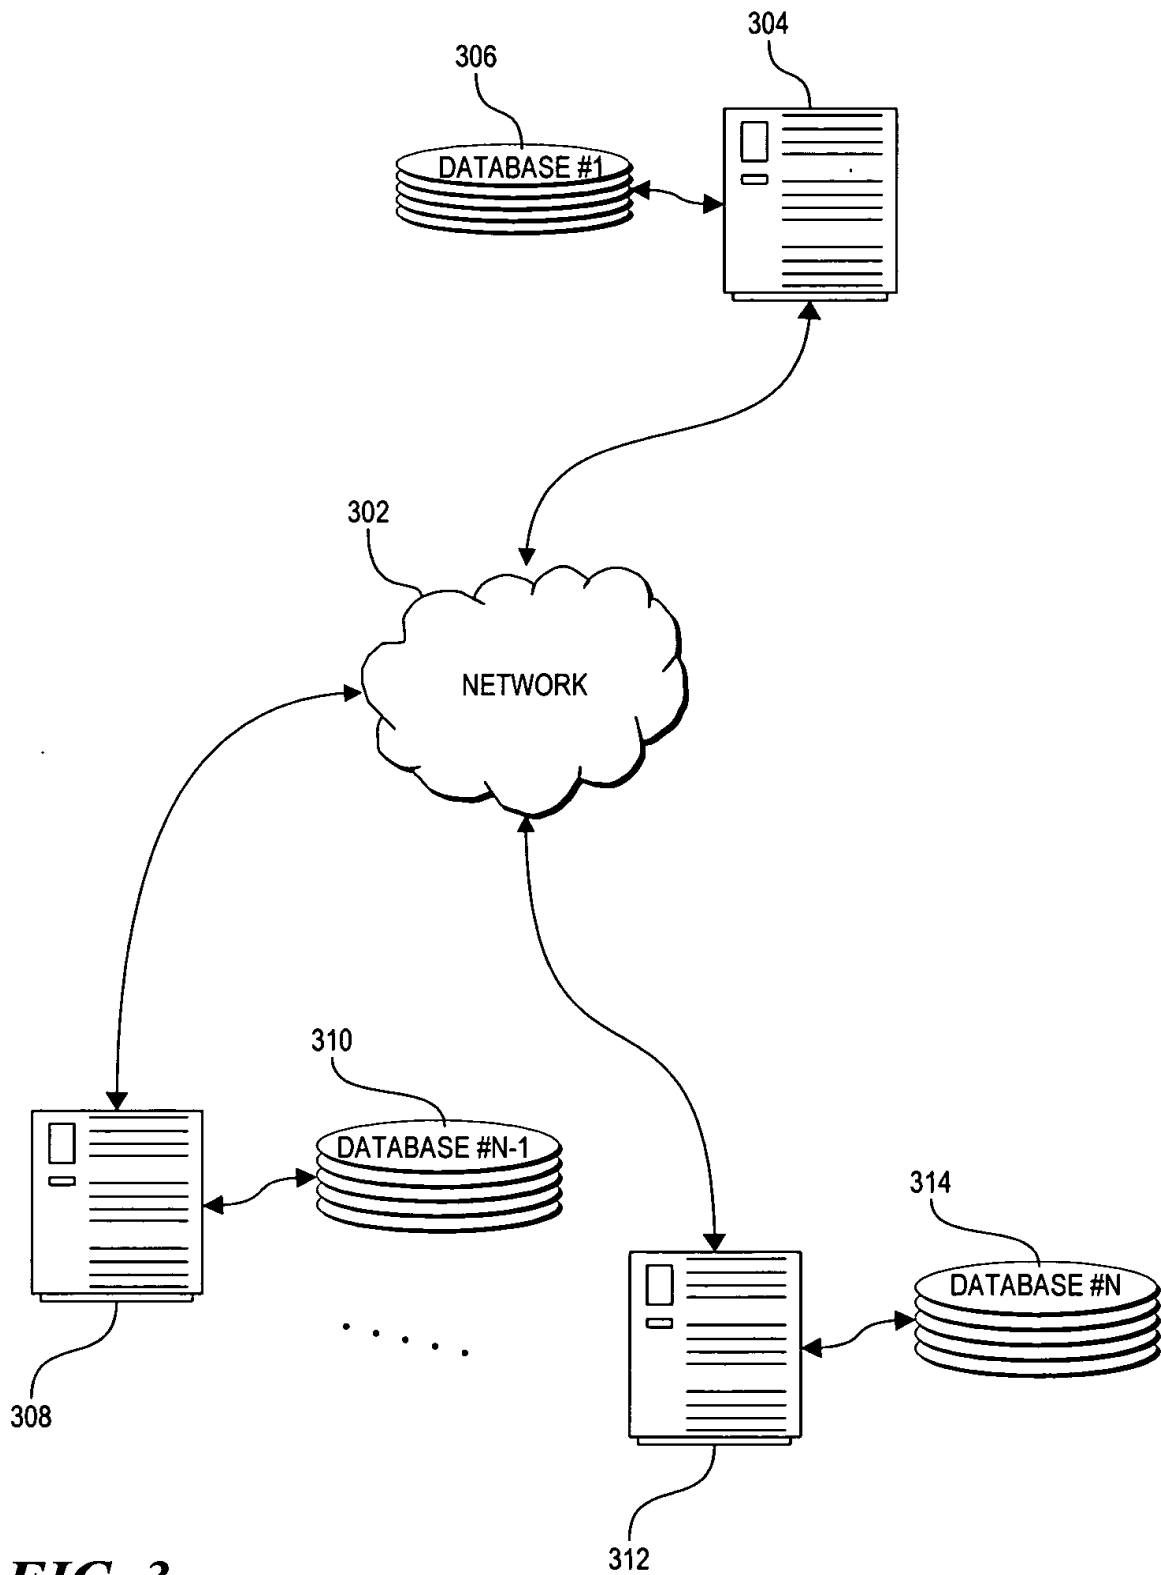 304
306
DATABASE #1
302
NETWORK
310
DATABASE #N-1
314
DATABASE #N
308
312
FIG. 3